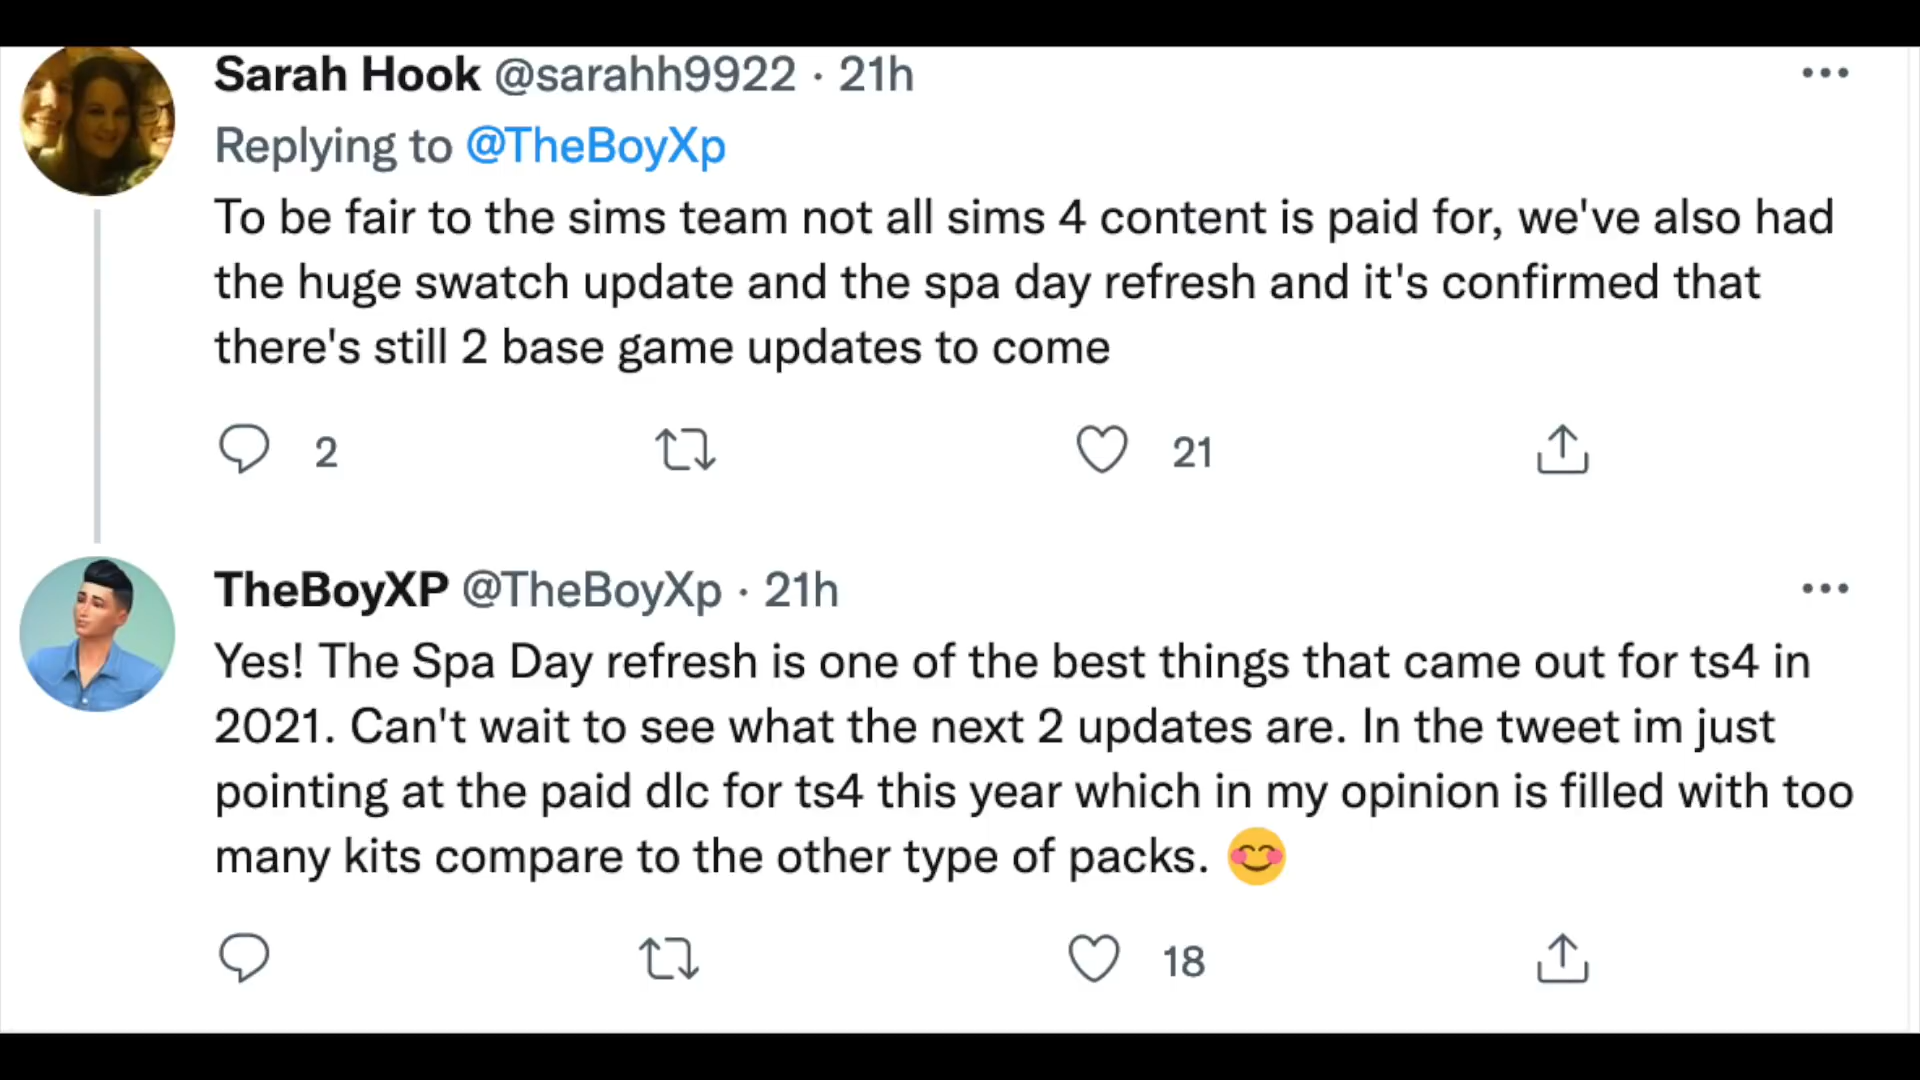 Sarah Hook @sarahh9922 · 21h
Replying to @TheBoyXp
To be fair to the sims team not all sims 4 content is paid for, we've also had
the huge swatch update and the spa day refresh and it's confirmed that
there's still 2 base game updates to come
2 21
TheBoyXP @TheBoyXp · 21h
Yes! The Spa Day refresh is one of the best things that came out for ts4 in
2021. Can't wait to see what the next 2 updates are. In the tweet im just
pointing at the paid dlc for ts4 this year which in my opinion is filled with too
many kits compare to the other type of packs. 😊
18